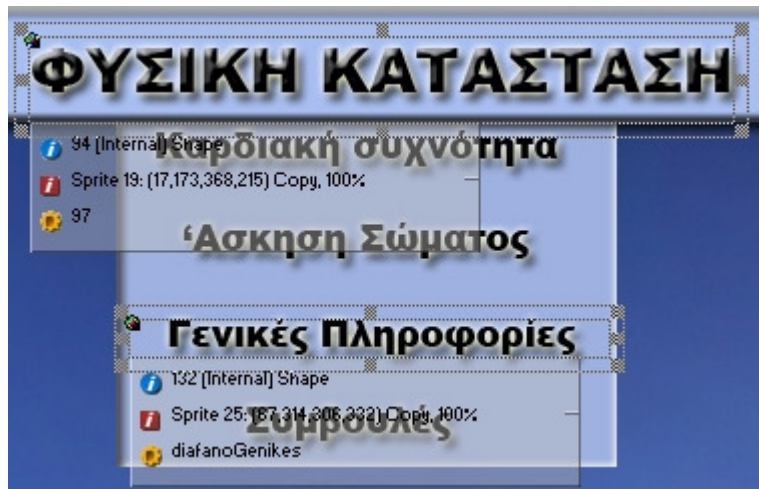 ΦΥΣΙΚΗ ΚΑΤΑΣΤΑΣΗ
94 (Internal) Shape
Καρδιακή συχνότητα
Sprite 19: (17,173,368,215) Copy, 100%
97
‘Ασκηση Σώματος
Γενικές Πληροφορίες
132 (Internal) Shape
Sprite 25: (87,314,306,332) Copy, 100%
Συμβουλές
diafanoGenikes